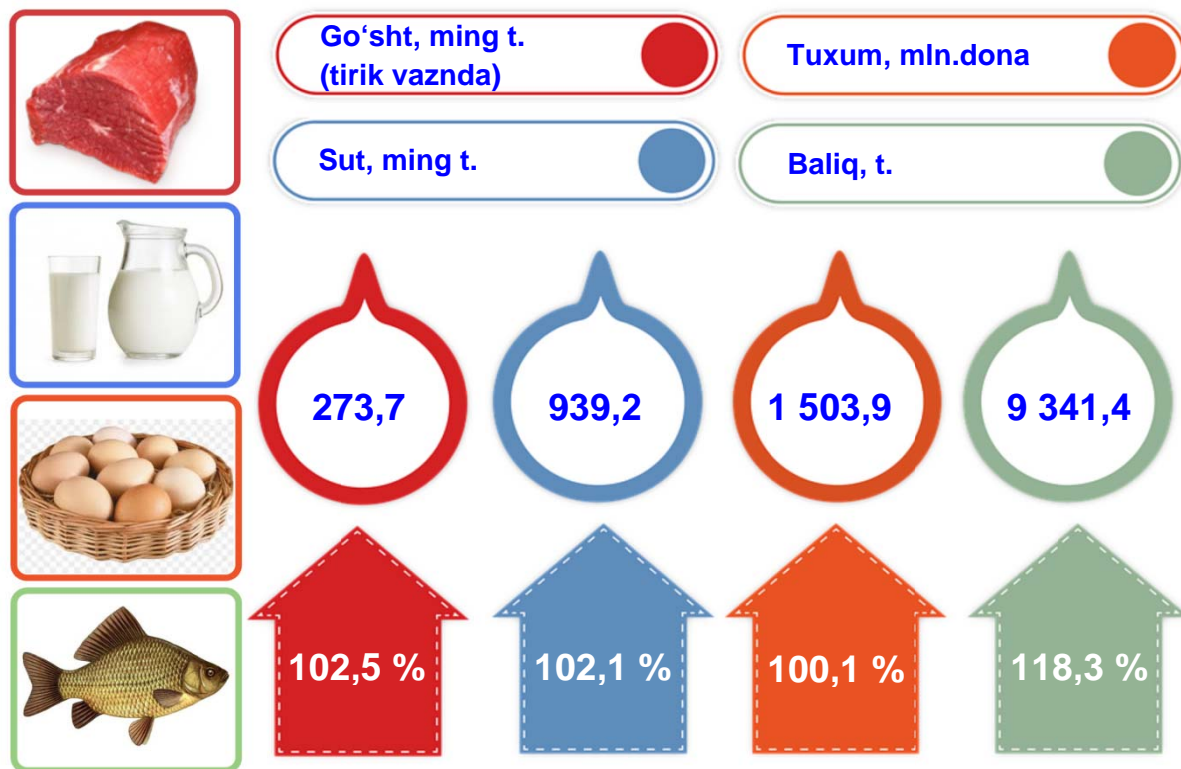 Go‘sht, ming t.
(tirik vaznda)
Tuxum, mln.dona
Sut, ming t.
Baliq, t.
273,7
939,2
1 503,9
9 341,4
102,5 %
102,1 %
100,1 %
118,3 %